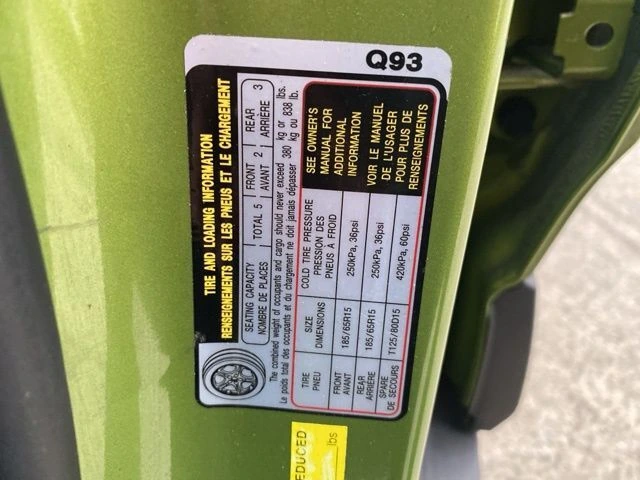 Q93
TIRE AND LOADING INFORMATION
RENSEIGNEMENTS SUR LES PNEUS ET LE CHARGEMENT
SEATING CAPACITY TOTAL 5 FRONT 2 REAR 3
NOMBRE DE PLACES AVANT ARRIÈRE
The combined weight of occupants and cargo should never exceed 380 kg or 838 lbs.
Le poids total des occupants et du chargement ne doit jamais dépasser kg ou lb.
TIRE
PNEU
SIZE
DIMENSIONS
COLD TIRE PRESSURE
PRESSION DES
PNEUS À FROID
SEE OWNER'S
MANUAL FOR
ADDITIONAL
INFORMATION
VOIR LE MANUEL
DE L'USAGER
POUR PLUS DE
RENSEIGNEMENTS
FRONT
AVANT
185/65R15
250kPa, 36psi
REAR
ARRIÈRE
185/65R15
250kPa, 36psi
SPARE
DE SECOURS
T125/80D15
420kPa, 60psi
EDUCED
lbs